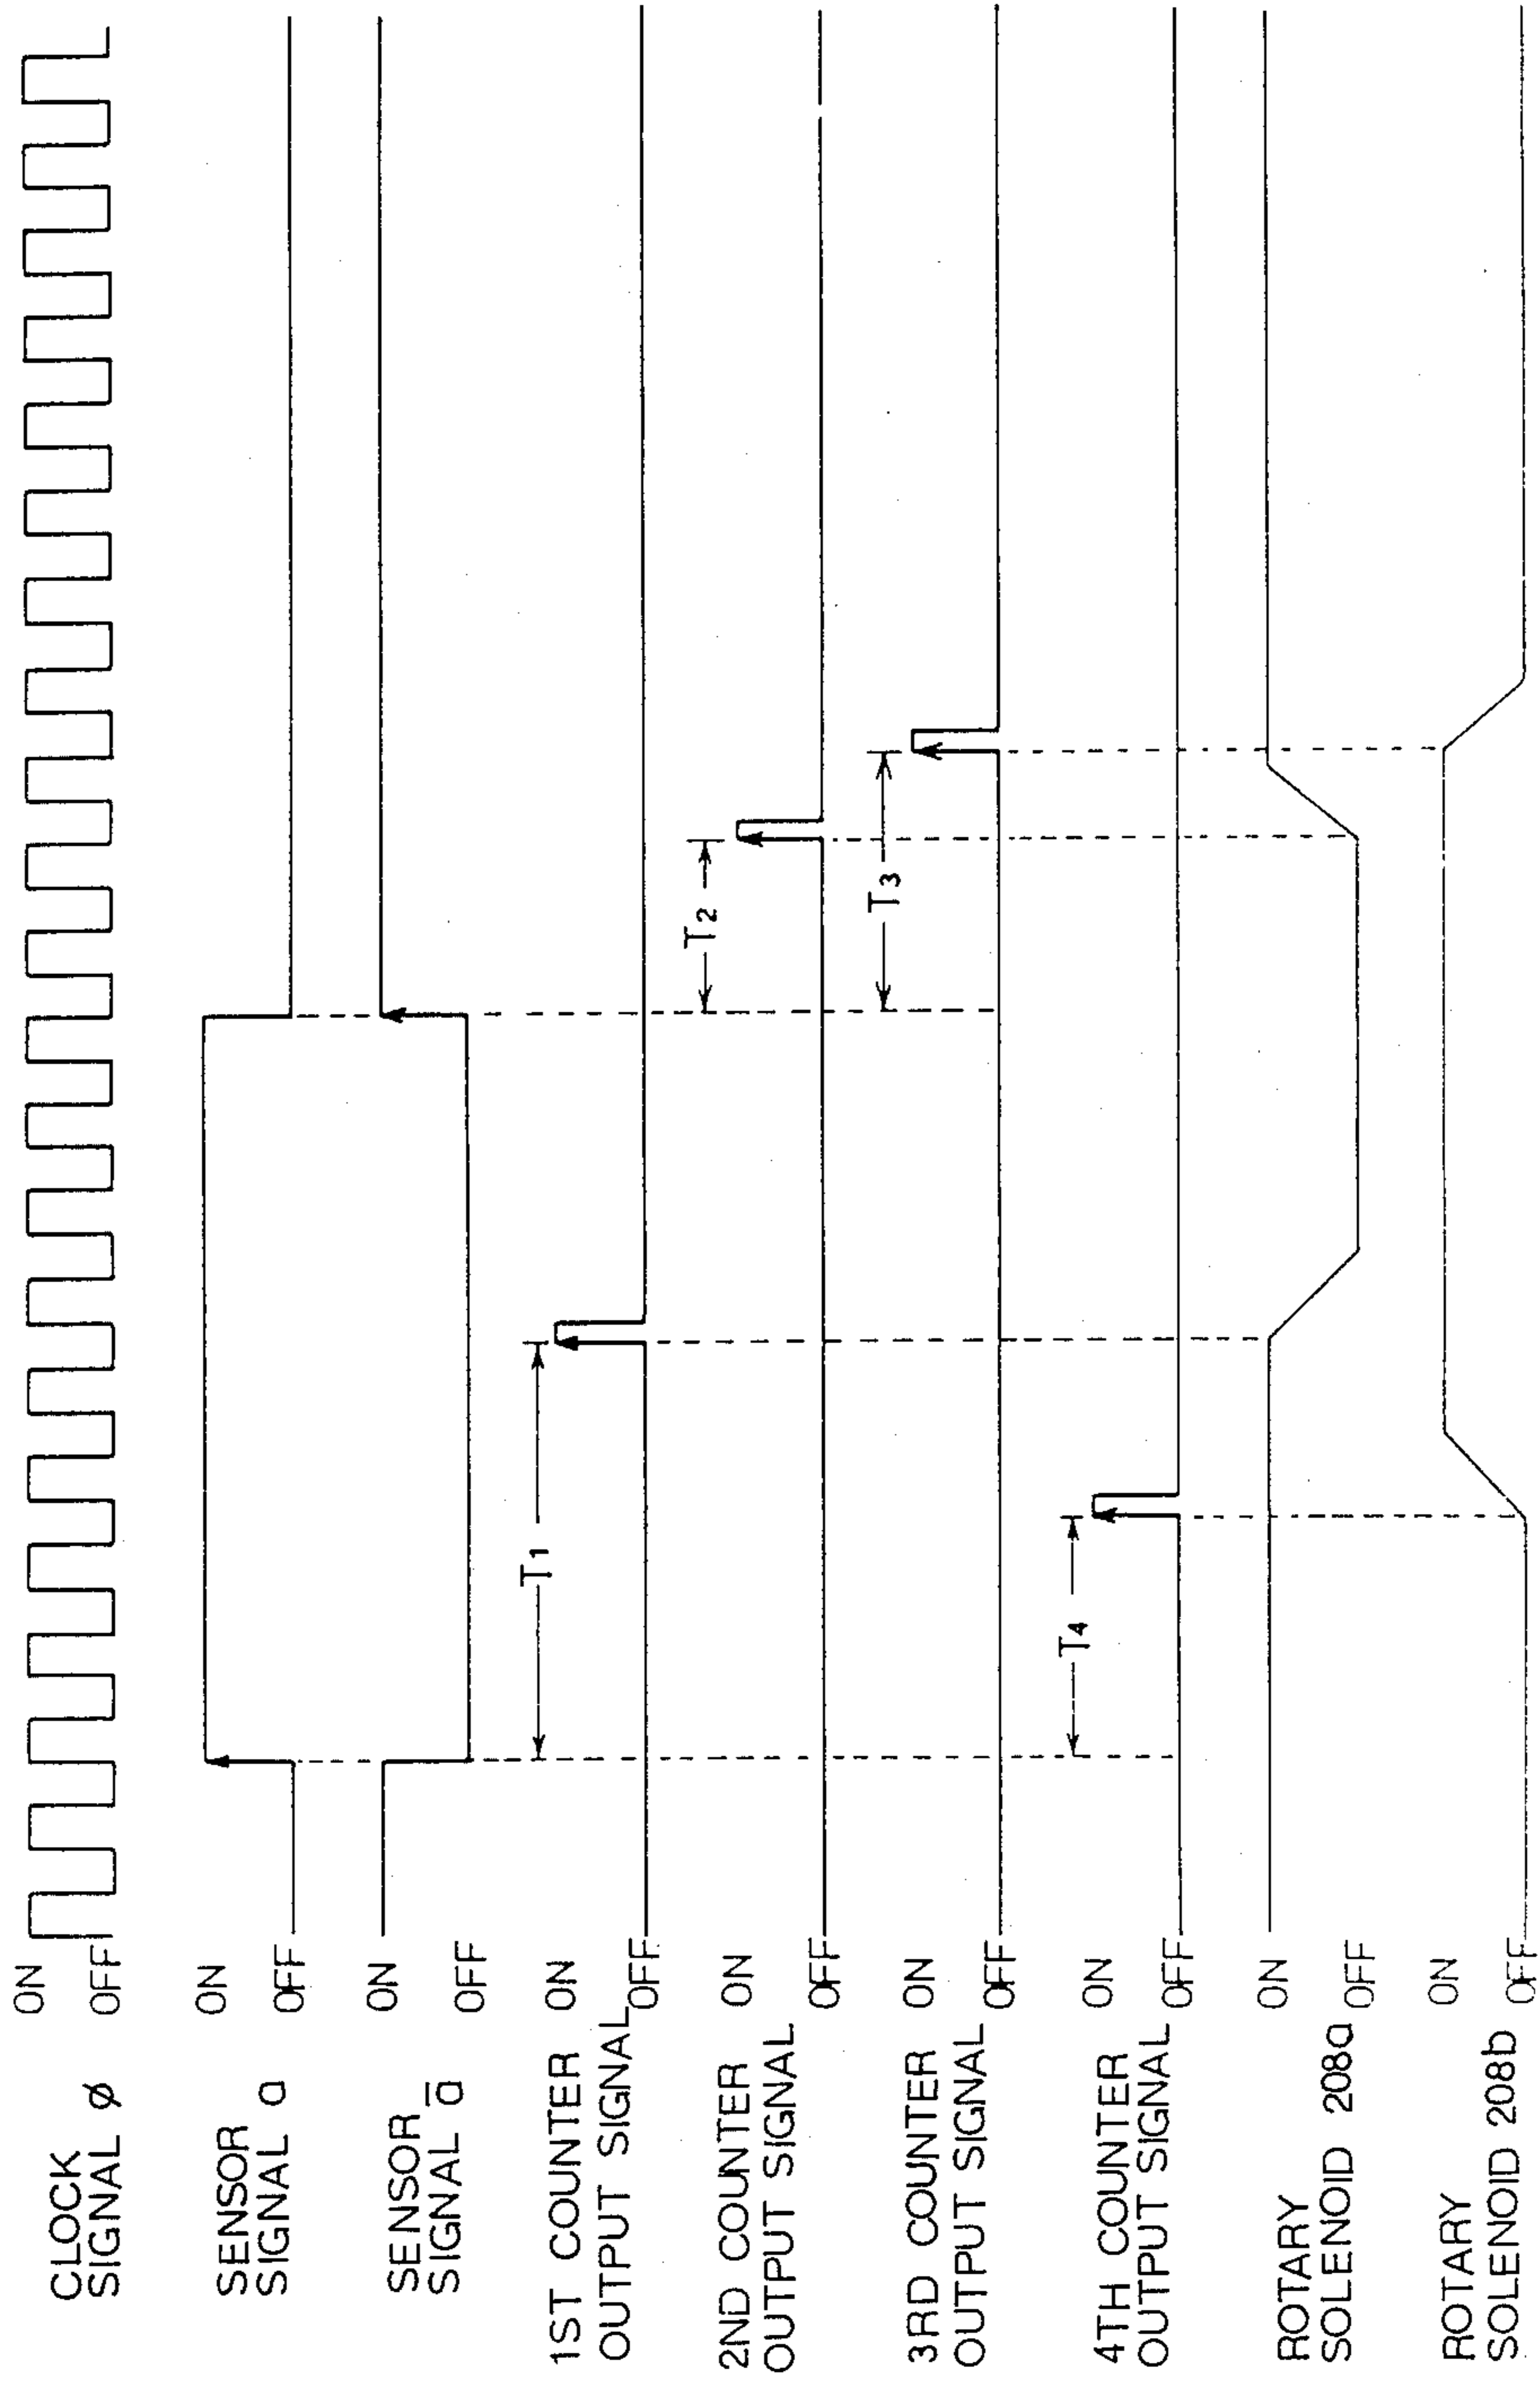 CLOCK
SIGNAL ø
ON
OFF
SENSOR
SIGNAL a
ON
OFF
SENSOR
SIGNAL a̅
ON
OFF
1ST COUNTER
OUTPUT SIGNAL
ON
OFF
T1
2ND COUNTER
OUTPUT SIGNAL
ON
OFF
T2
3RD COUNTER
OUTPUT SIGNAL
ON
OFF
T3
4TH COUNTER
OUTPUT SIGNAL
ON
OFF
T4
ROTARY
SOLENOID 208a
ON
OFF
ROTARY
SOLENOID 208b
ON
OFF